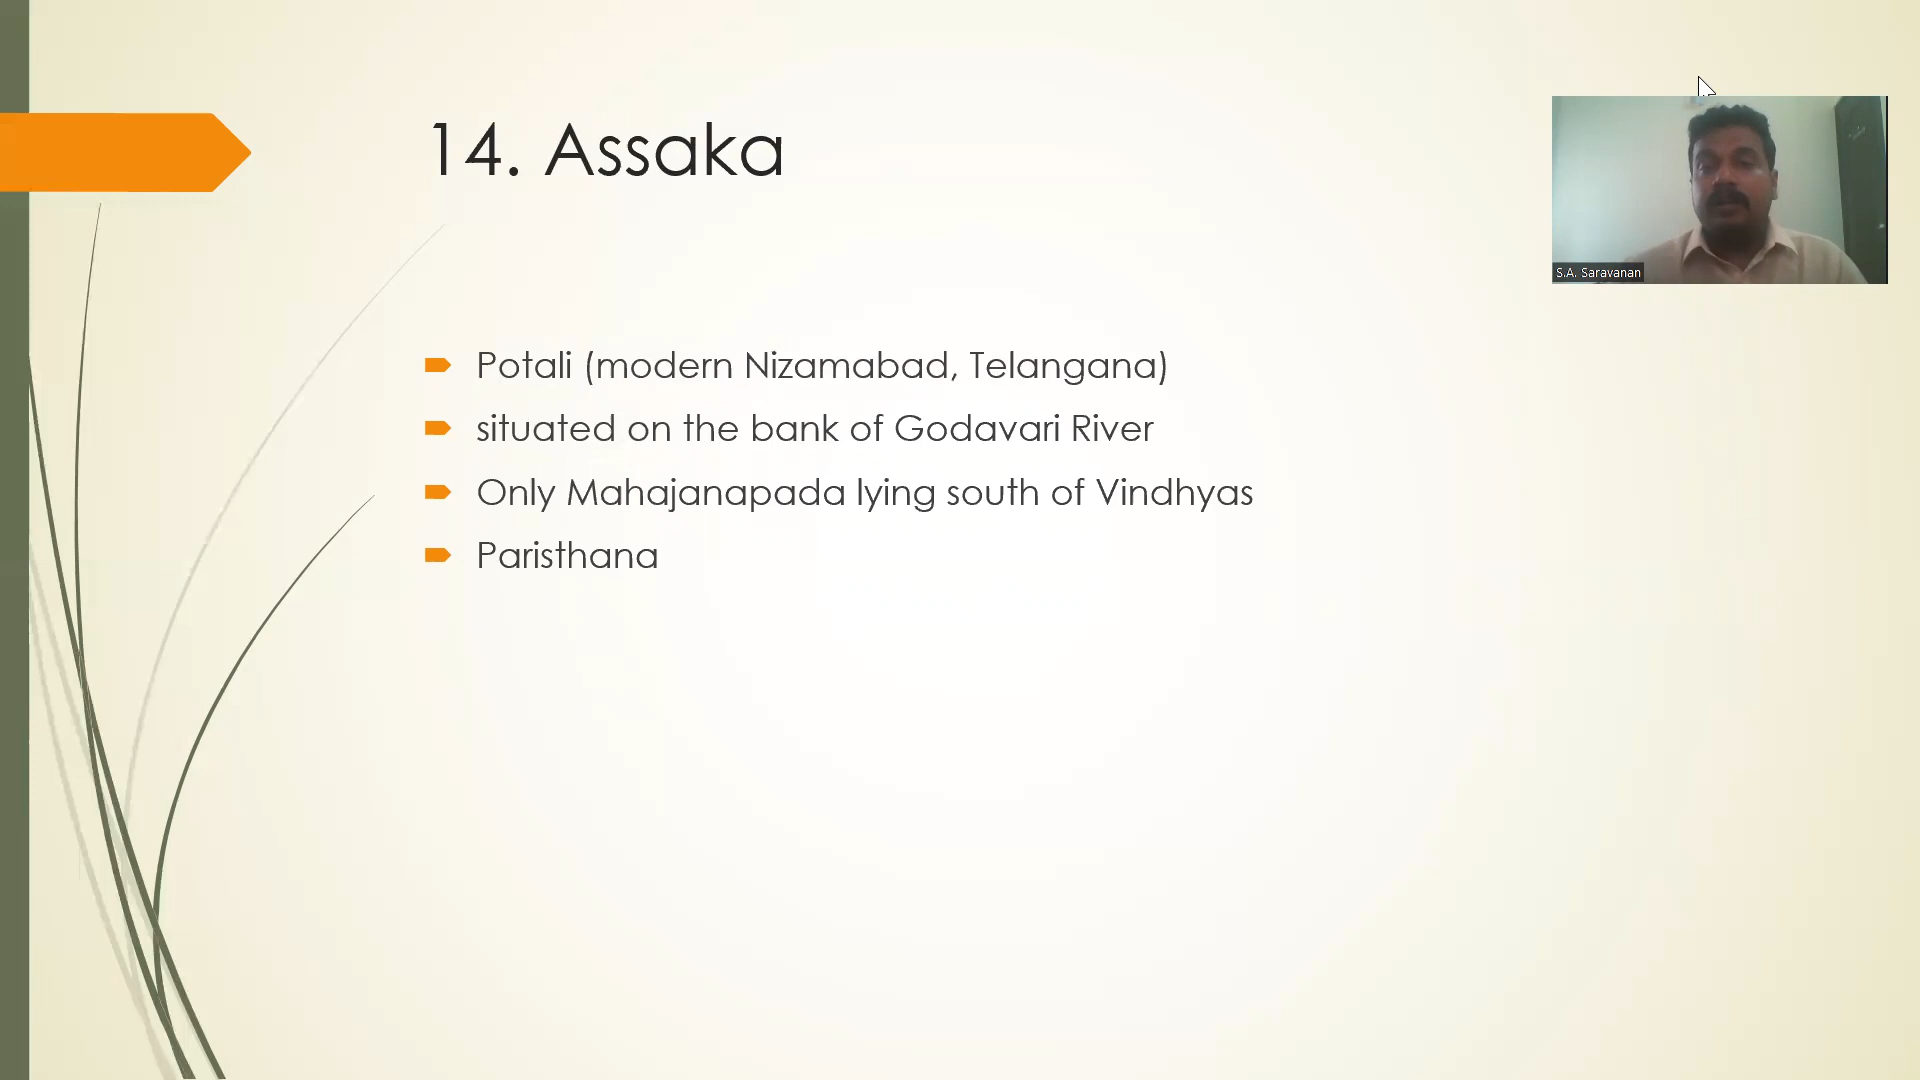 14. Assaka
Potali (modern Nizamabad, Telangana)
situated on the bank of Godavari River
Only Mahajanapada lying south of Vindhyas
Paristhana
S.A. Saravanan